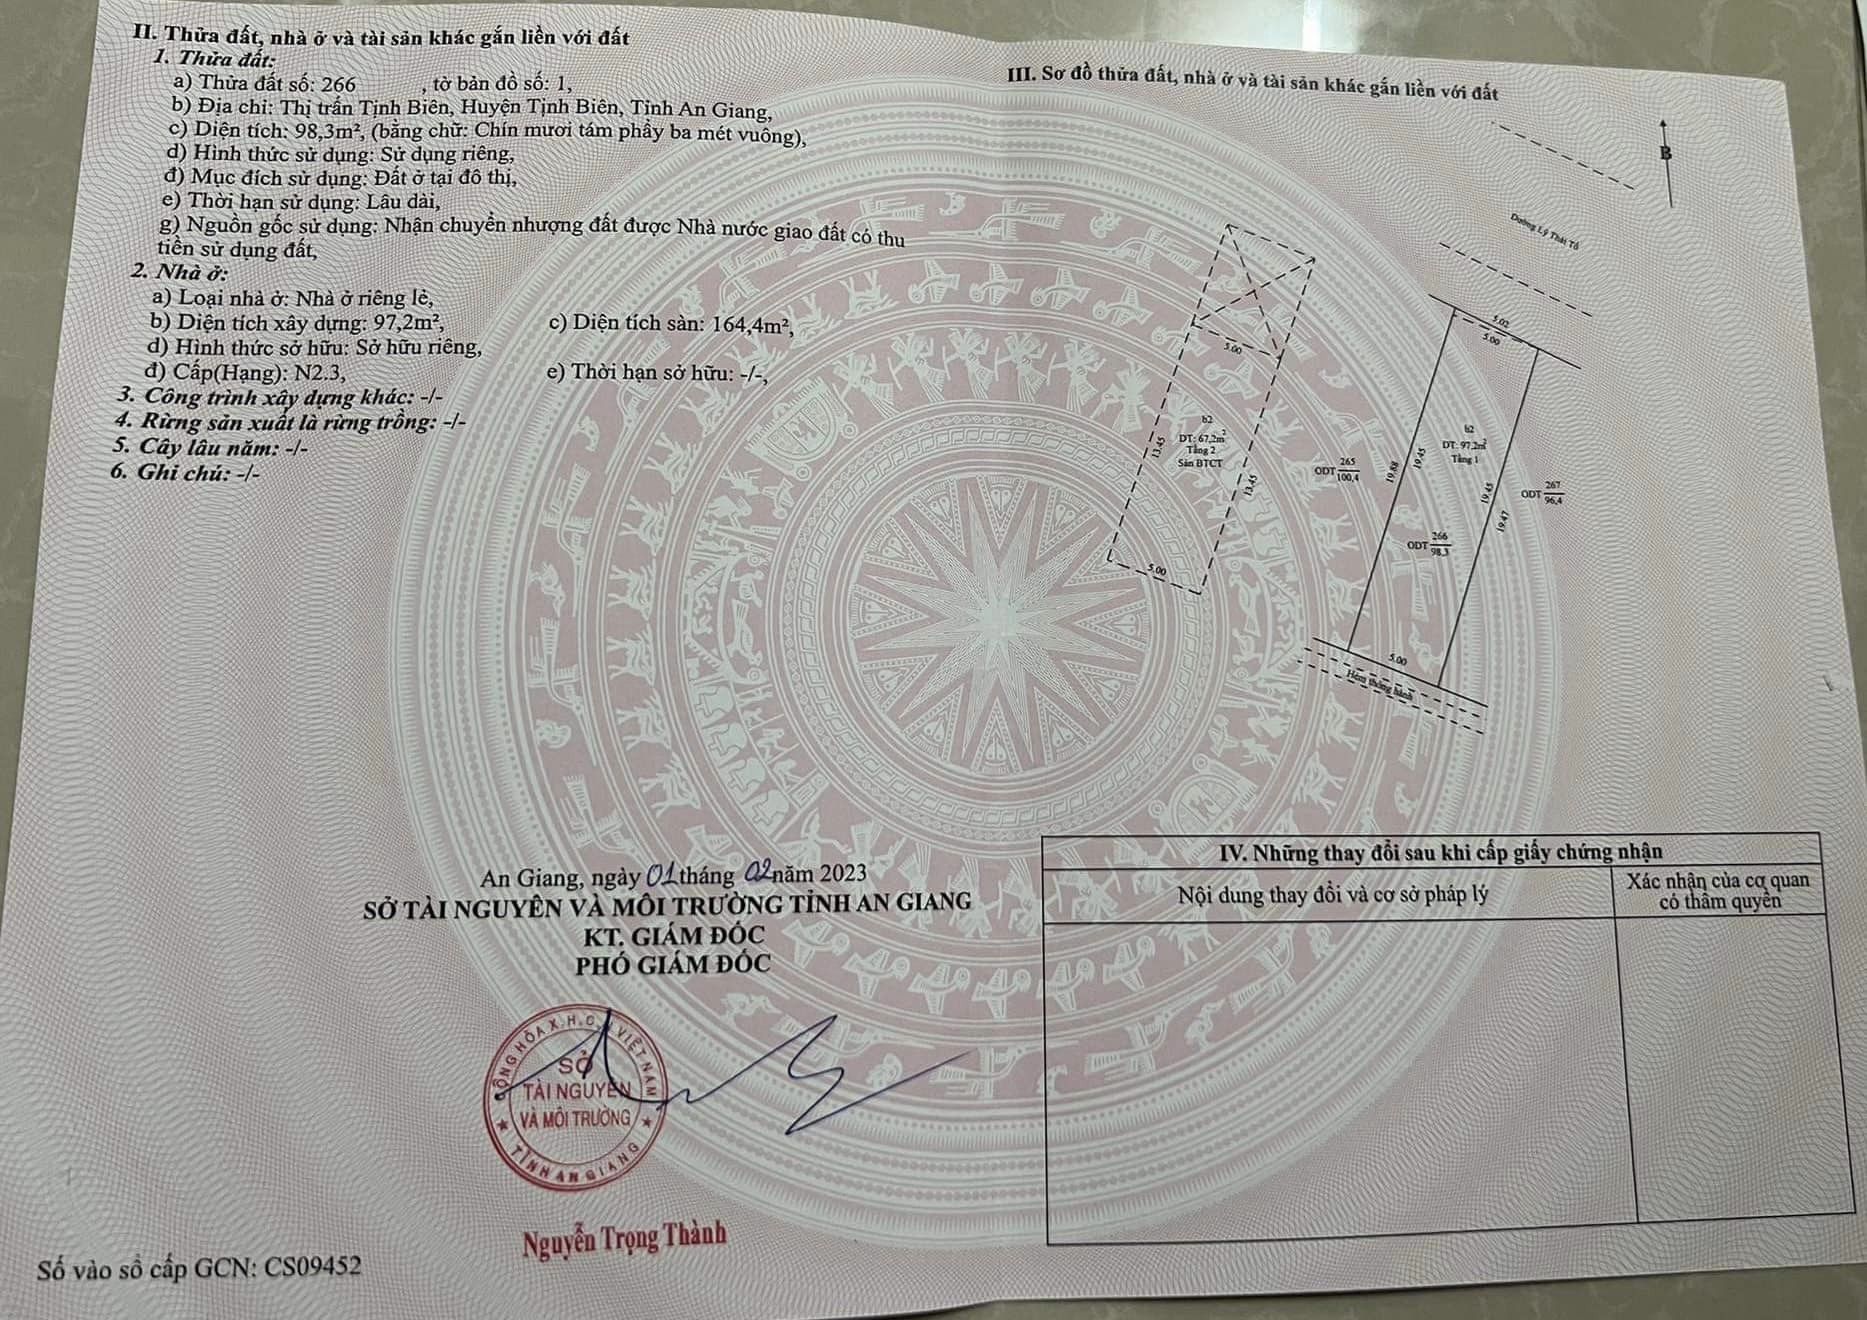 II. Thửa đất, nhà ở và tài sản khác gắn liền với đất
1. Thửa đất:
a) Thửa đất số: 266 , tờ bản đồ số: 1,
b) Địa chỉ: Thị trấn Tịnh Biên, Huyện Tịnh Biên, Tỉnh An Giang,
c) Diện tích: 98,3m², (bằng chữ: Chín mươi tám phẩy ba mét vuông),
d) Hình thức sử dụng: Sử dụng riêng,
đ) Mục đích sử dụng: Đất ở tại đô thị,
e) Thời hạn sử dụng: Lâu dài,
g) Nguồn gốc sử dụng: Nhận chuyển nhượng đất được Nhà nước giao đất có thu
tiền sử dụng đất,
2. Nhà ở:
a) Loại nhà ở: Nhà ở riêng lẻ,
b) Diện tích xây dựng: 97,2m², c) Diện tích sàn: 164,4m²,
d) Hình thức sở hữu: Sở hữu riêng,
đ) Cấp(Hạng): N2.3, e) Thời hạn sở hữu: -/-,
3. Công trình xây dựng khác: -/-
4. Rừng sản xuất là rừng trồng: -/-
5. Cây lâu năm: -/-
6. Ghi chú: -/-
An Giang, ngày 01 tháng 02 năm 2023
SỞ TÀI NGUYÊN VÀ MÔI TRƯỜNG TỈNH AN GIANG
KT. GIÁM ĐỐC
PHÓ GIÁM ĐỐC
CỘNG HÒA X.H.C.N VIỆT NAM
SỞ
TÀI NGUYÊN
VÀ MÔI TRƯỜNG
TỈNH AN GIANG
Nguyễn Trọng Thành
Số vào sổ cấp GCN: CS09452
III. Sơ đồ thửa đất, nhà ở và tài sản khác gắn liền với đất
B
Đường Lý Thái Tổ
5.02
5.00
5.00
b2
DT: 67,2m²
Tầng 2
Sàn BTCT
13.45
13.45
5.00
b2
DT: 97,2m²
Tầng 1
ODT 265
100,4
19.88
19.45
19.45
19.47
ODT 267
96,4
ODT 266
98,3
5.00
Hẻm thông hành
IV. Những thay đổi sau khi cấp giấy chứng nhận
Nội dung thay đổi và cơ sở pháp lý
Xác nhận của cơ quan
có thẩm quyền